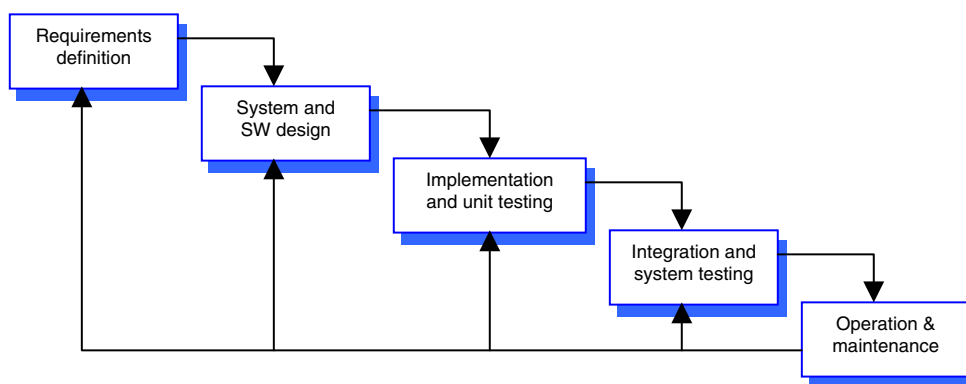 Requirements
definition
System and
SW design
Implementation
and unit testing
Integration and
system testing
Operation &
maintenance